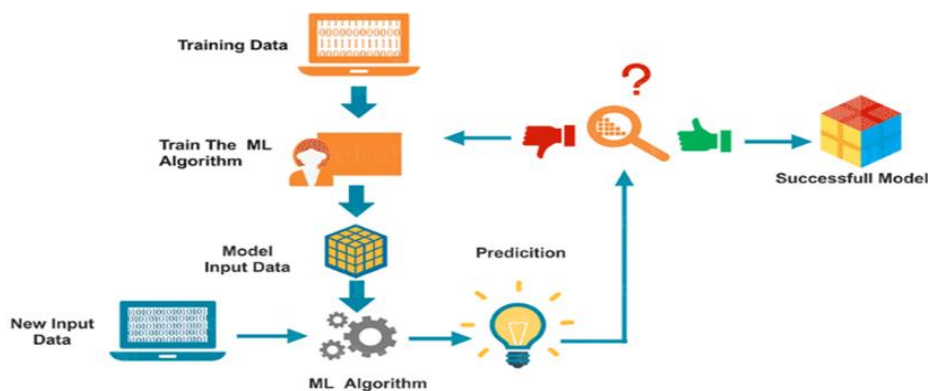 Training Data
?
Train The ML
Algorithm
Successfull Model
Model
Input Data
Predicition
New Input
Data
ML Algorithm